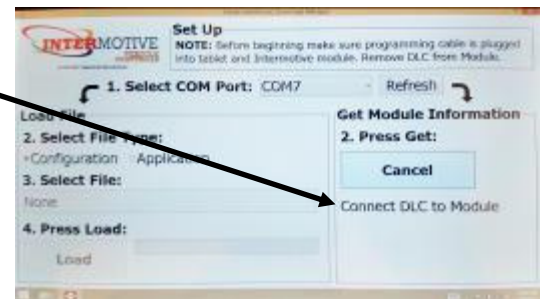 INTERMOTIVE
Set Up
NOTE: Before beginning make sure programming cable is plugged
into tablet and Intermotive module. Remove DLC from Module.
1. Select COM Port: COM7
Refresh
Load File
2. Select File Type:
Configuration Application
3. Select File:
None
4. Press Load:
Load
Get Module Information
2. Press Get:
Cancel
Connect DLC to Module